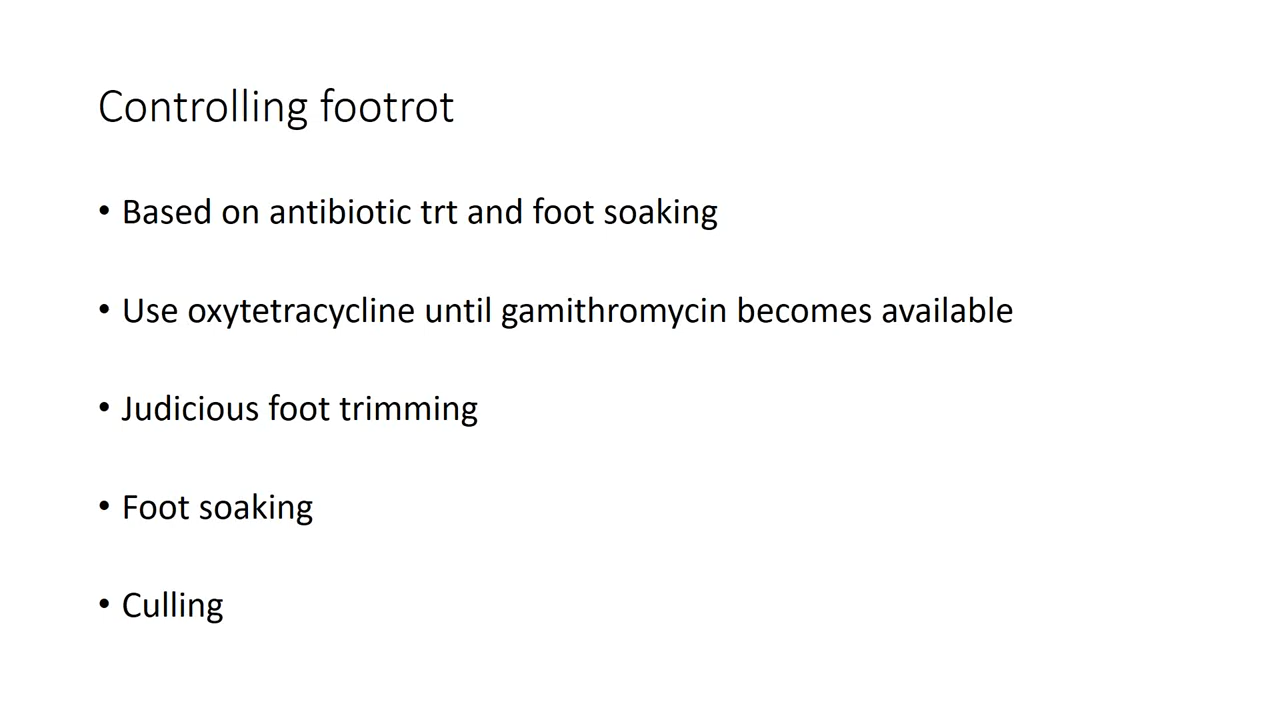 Controlling footrot
• Based on antibiotic trt and foot soaking
• Use oxytetracycline until gamithromycin becomes available
• Judicious foot trimming
• Foot soaking
• Culling